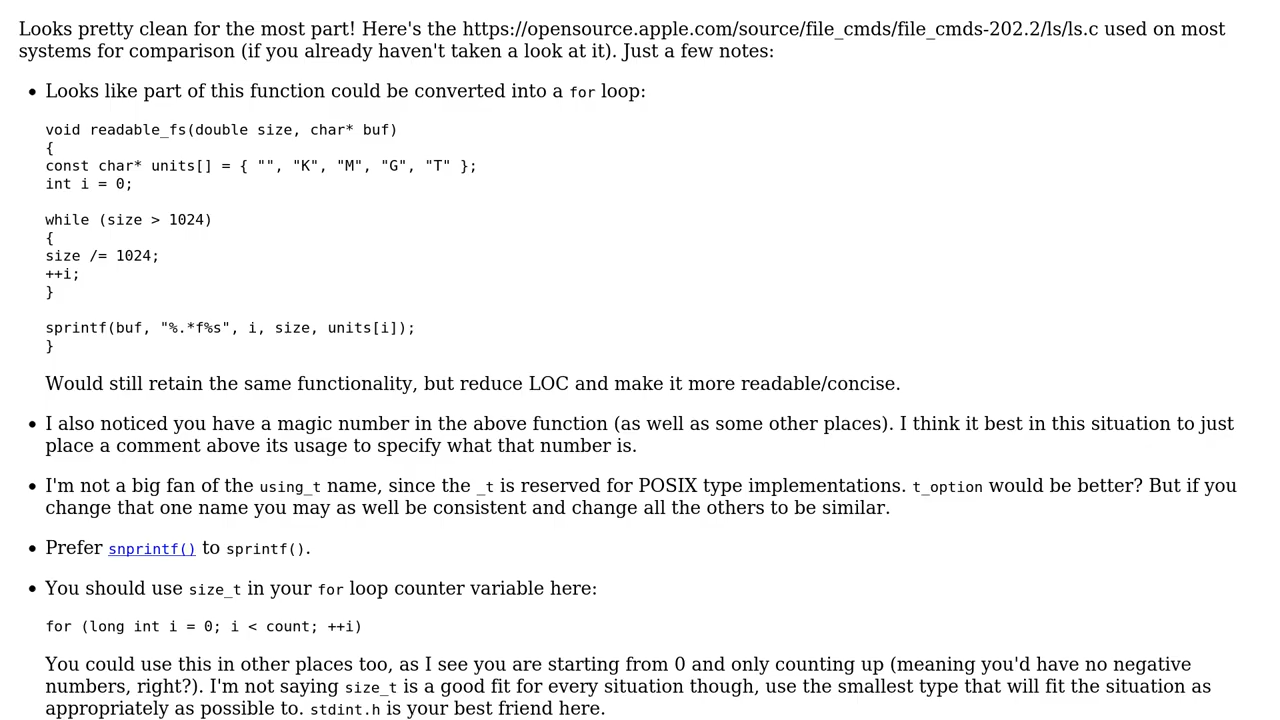 Looks pretty clean for the most part! Here's the https://opensource.apple.com/source/file_cmds/file_cmds-202.2/ls/ls.c used on most
systems for comparison (if you already haven't taken a look at it). Just a few notes:
• Looks like part of this function could be converted into a for loop:
void readable_fs(double size, char* buf)
{
const char* units[] = { "", "K", "M", "G", "T" };
int i = 0;
while (size > 1024)
{
size /= 1024;
++i;
}
sprintf(buf, "%.*f%s", i, size, units[i]);
}
Would still retain the same functionality, but reduce LOC and make it more readable/concise.
• I also noticed you have a magic number in the above function (as well as some other places). I think it best in this situation to just
place a comment above its usage to specify what that number is.
• I'm not a big fan of the using_t name, since the _t is reserved for POSIX type implementations. t_option would be better? But if you
change that one name you may as well be consistent and change all the others to be similar.
• Prefer snprintf() to sprintf().
• You should use size_t in your for loop counter variable here:
for (long int i = 0; i < count; ++i)
You could use this in other places too, as I see you are starting from 0 and only counting up (meaning you'd have no negative
numbers, right?). I'm not saying size_t is a good fit for every situation though, use the smallest type that will fit the situation as
appropriately as possible to. stdint.h is your best friend here.